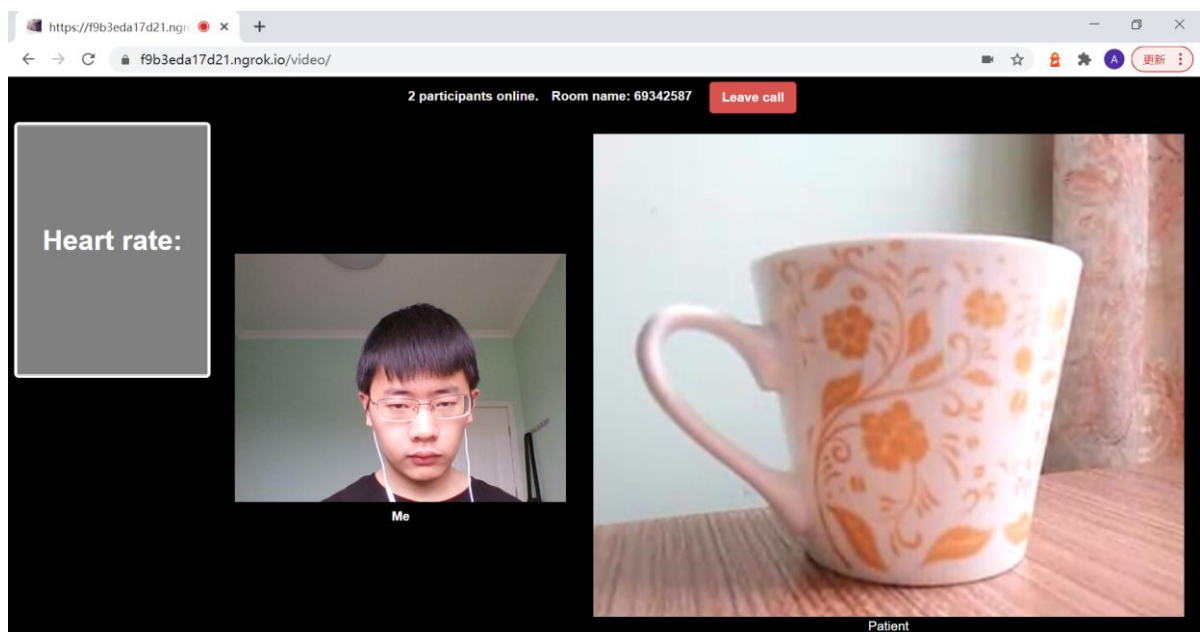 https://f9b3eda17d21.ngr
f9b3eda17d21.ngrok.io/video/
A
更新
2 participants online. Room name: 69342587
Leave call
Heart rate:
Me
Patient